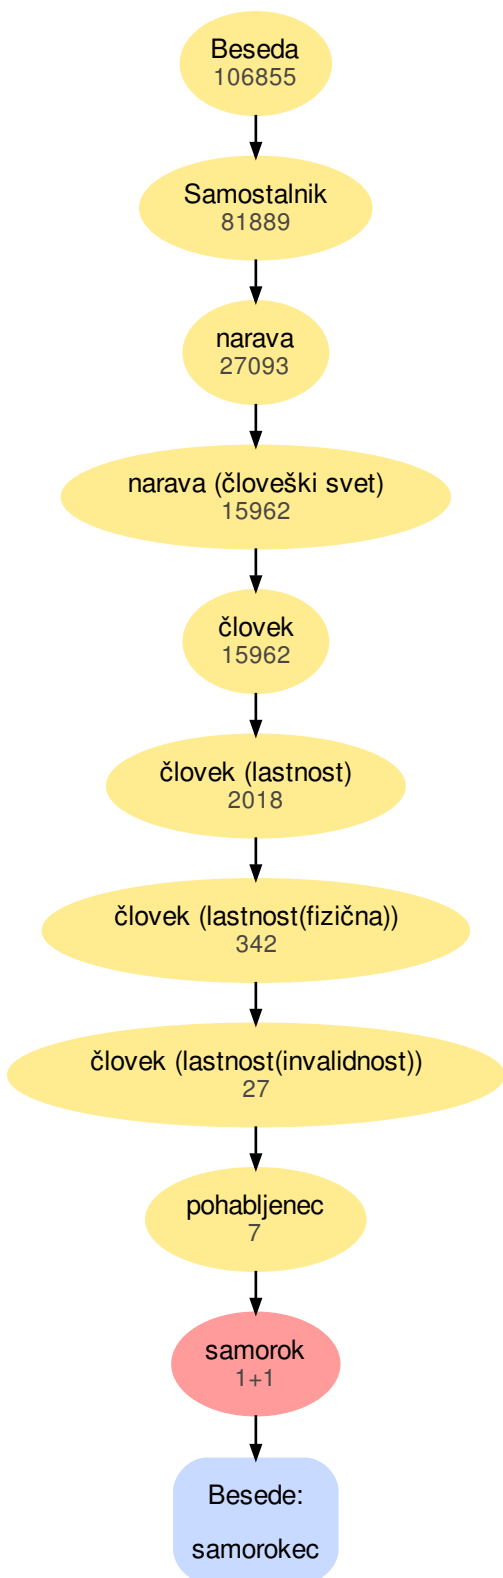 Beseda
106855
Samostalnik
81889
narava
27093
narava (človeški svet)
15962
človek
15962
človek (lastnost)
2018
človek (lastnost(fizična))
342
človek (lastnost(invalidnost))
27
pohabljenec
7
samorok
1+1
Besede:
samorokec